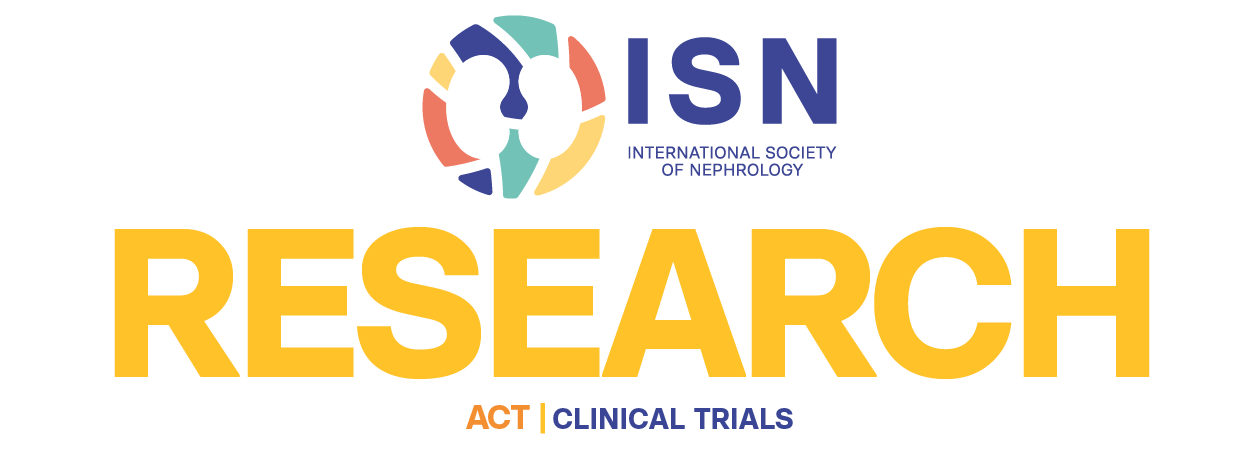 ISN
INTERNATIONAL SOCIETY
OF NEPHROLOGY
RESEARCH
ACT | CLINICAL TRIALS